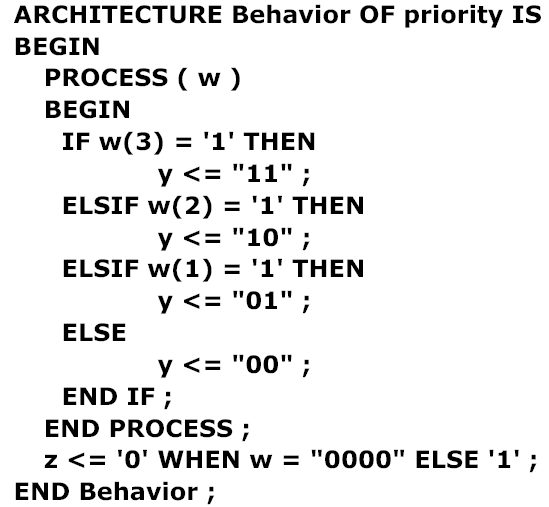 ARCHITECTURE Behavior OF priority IS
BEGIN
PROCESS ( w )
BEGIN
IF w(3) = '1' THEN
y <= "11" ;
ELSIF w(2) = '1' THEN
y <= "10" ;
ELSIF w(1) = '1' THEN
y <= "01" ;
ELSE
y <= "00" ;
END IF ;
END PROCESS ;
z <= '0' WHEN w = "0000" ELSE '1' ;
END Behavior ;